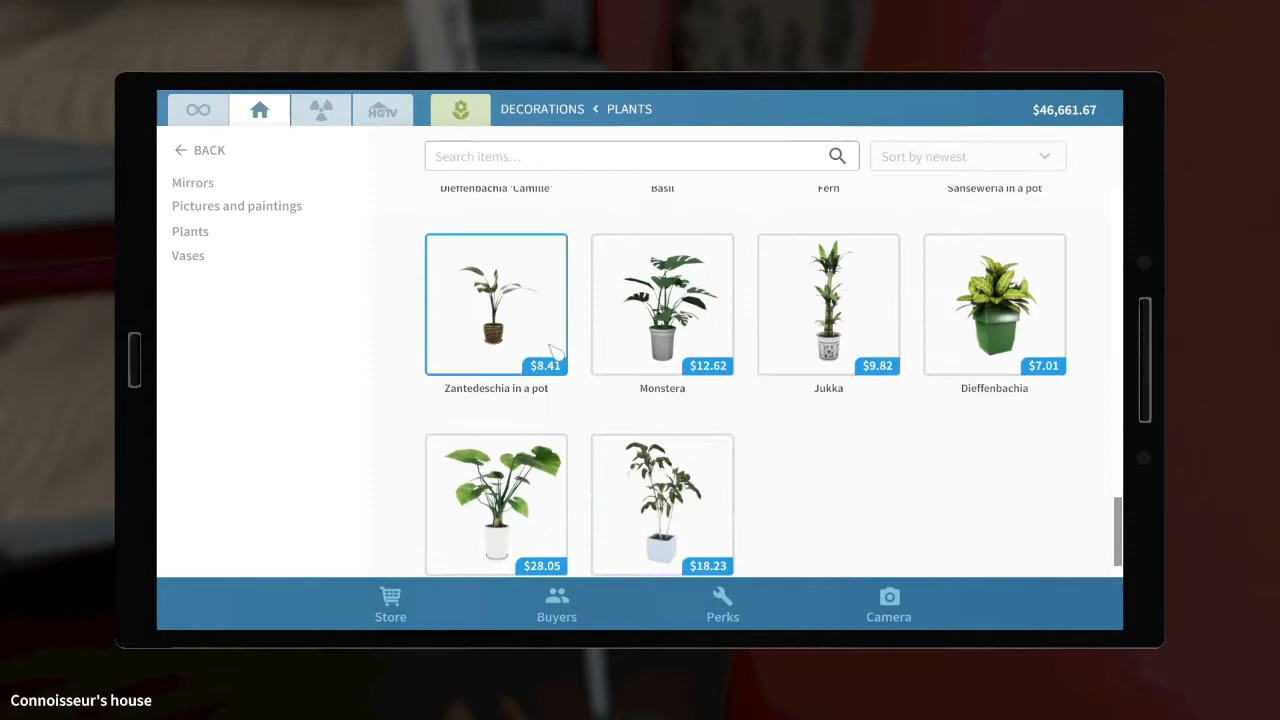 HGTV
DECORATIONS < PLANTS
$46,661.67
BACK
Search items...
Sort by newest
Mirrors
Pictures and paintings
Plants
Vases
Dieffenbachia 'Camille'
Basil
Fern
Sanseweria in a pot
$8.41
$12.62
$9.82
$7.01
Zantedeschia in a pot
Monstera
Jukka
Dieffenbachia
$28.05
$18.23
Store
Buyers
Perks
Camera
Connoisseur's house